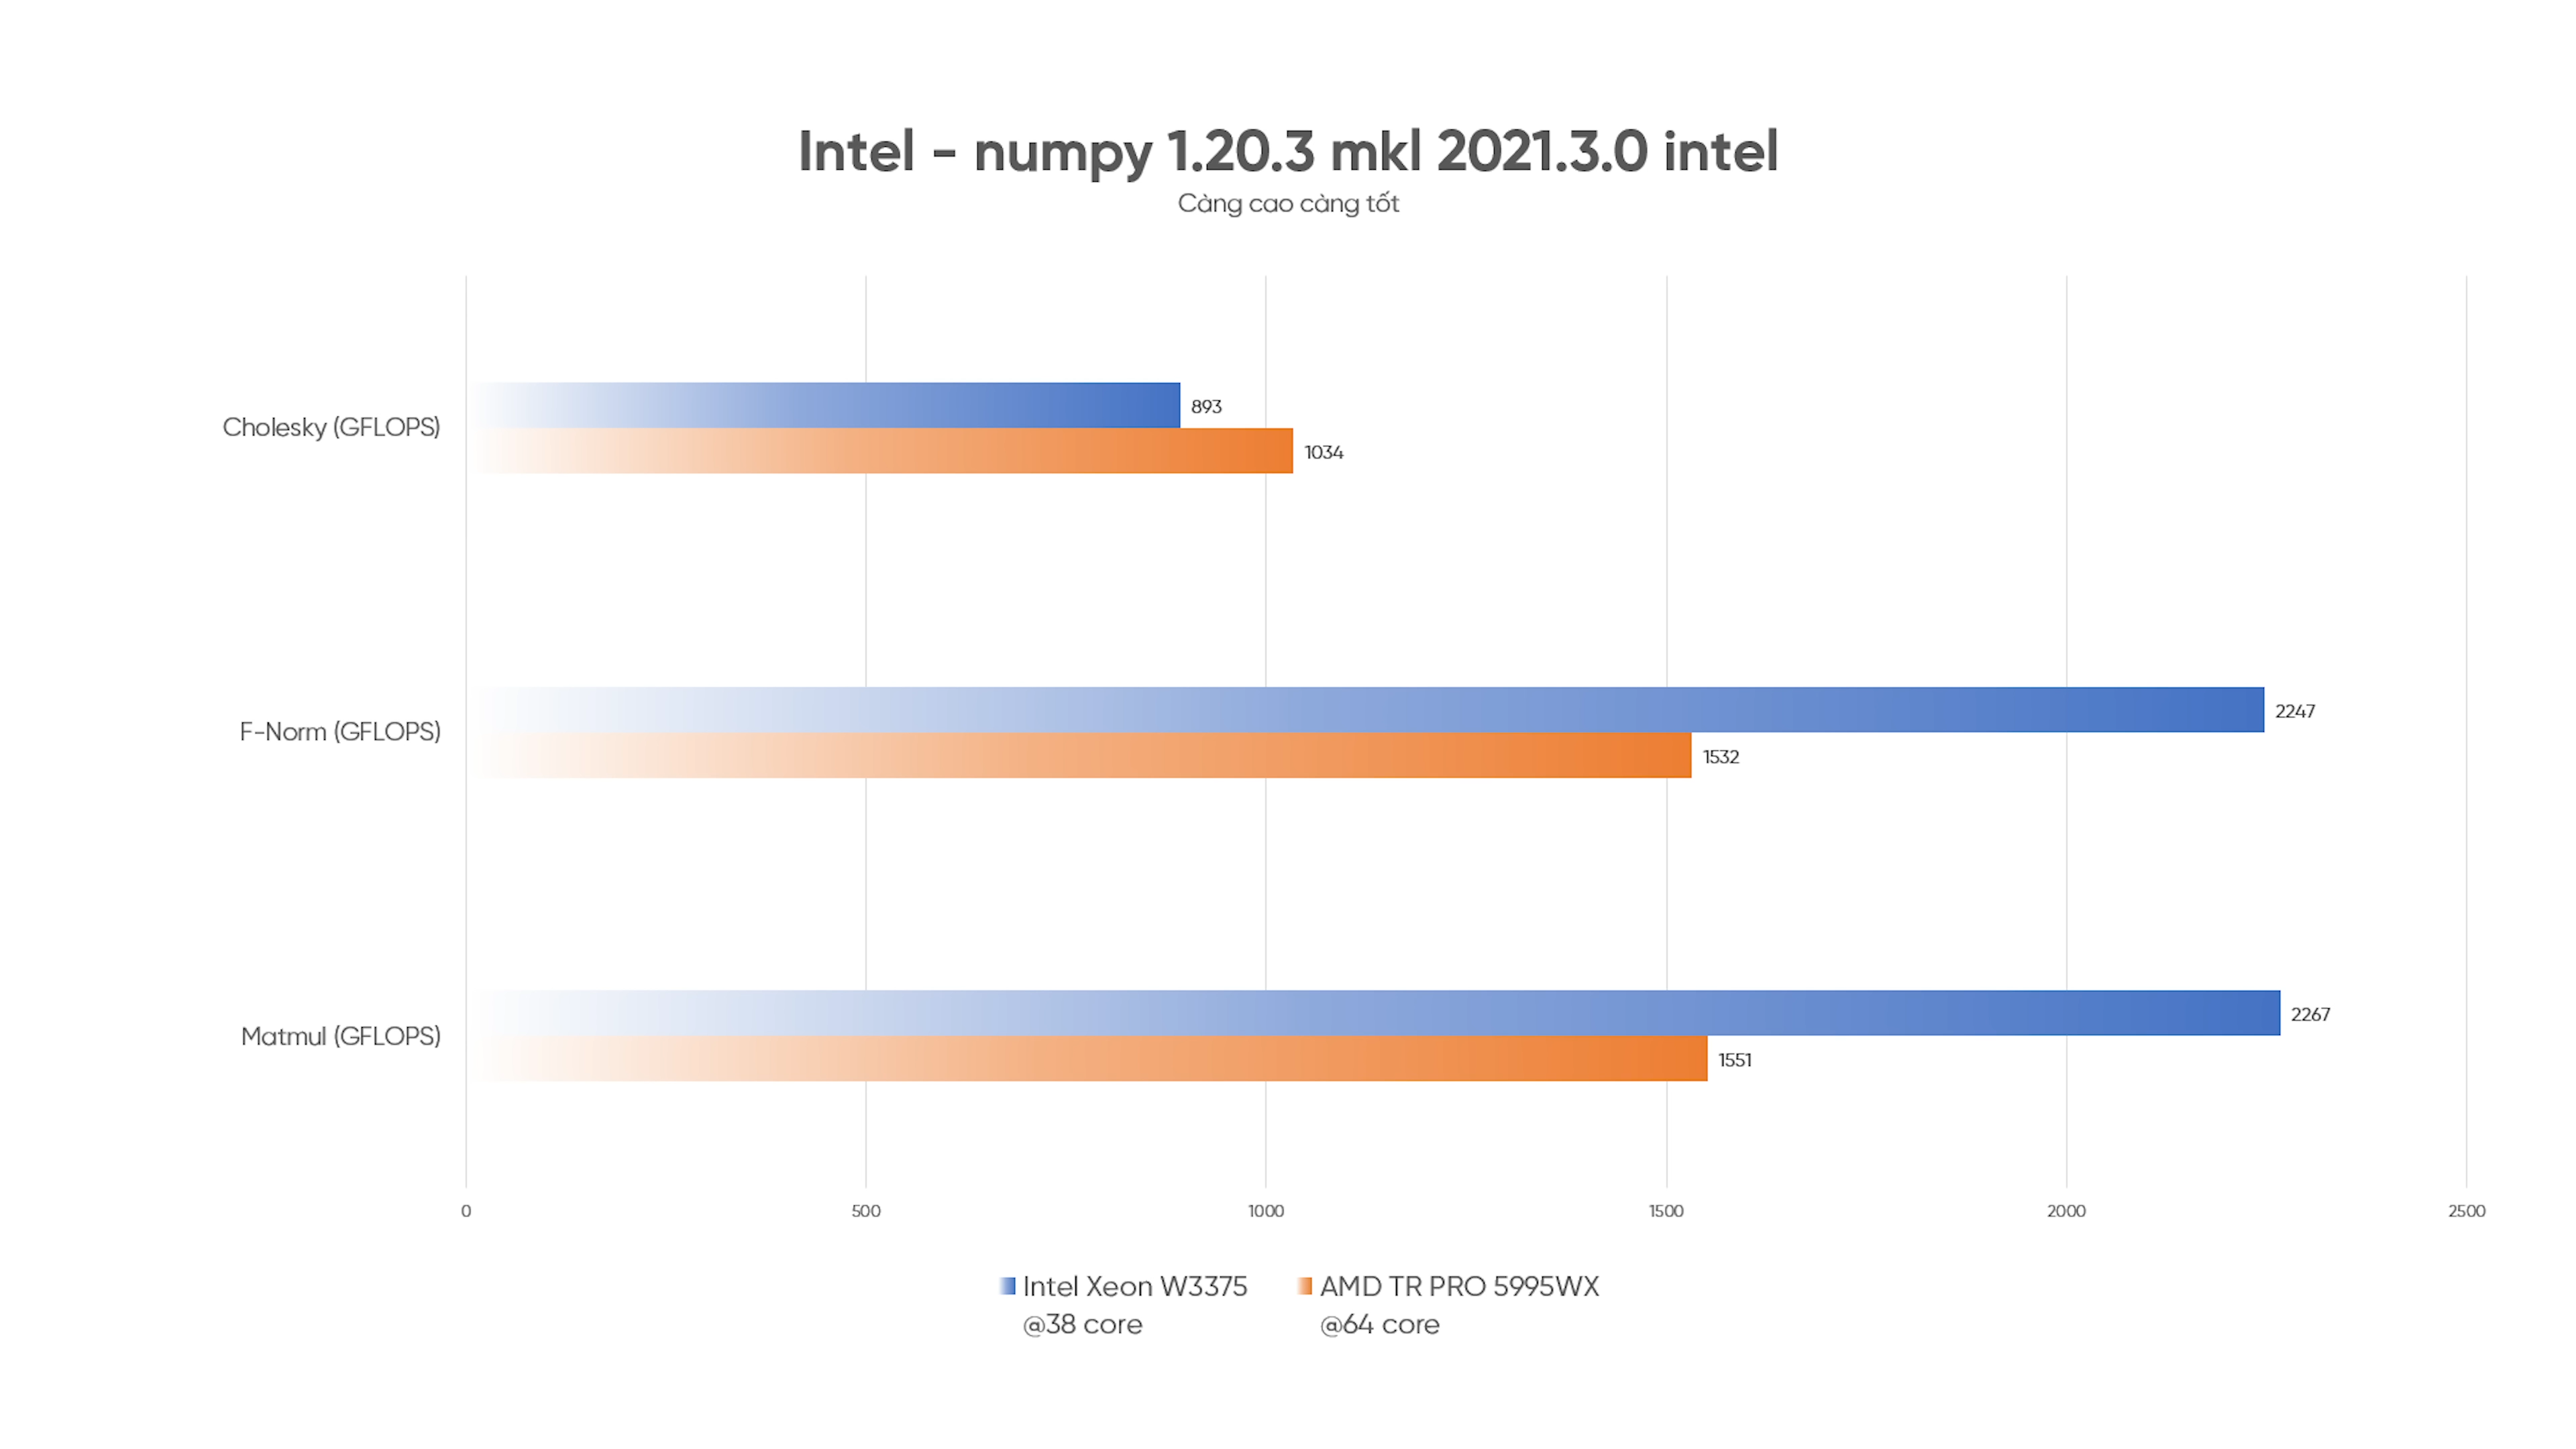 Intel - numpy 1.20.3 mkl 2021.3.0 intel
Càng cao càng tốt
Cholesky (GFLOPS)
893
1034
F-Norm (GFLOPS)
2247
1532
Matmul (GFLOPS)
2267
1551
0 500 1000 1500 2000 2500
Intel Xeon W3375
@38 core
AMD TR PRO 5995WX
@64 core